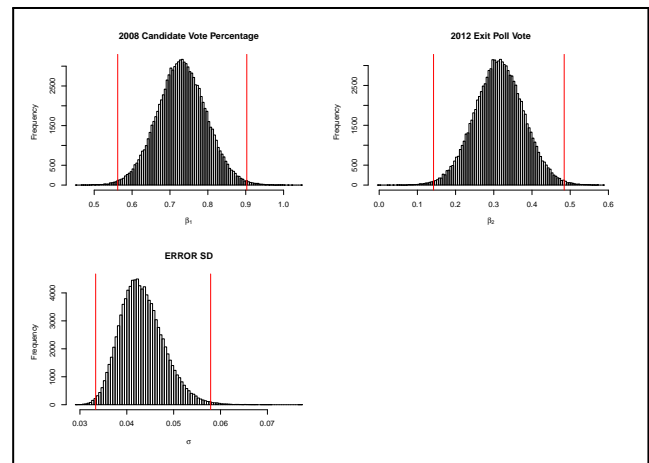 2008 Candidate Vote Percentage
Frequency
0 500 1500 2500
0.5 0.6 0.7 0.8 0.9 1.0
β₁
2012 Exit Poll Vote
Frequency
0 500 1500 2500
0.0 0.1 0.2 0.3 0.4 0.5 0.6
β₂
ERROR SD
Frequency
0 1000 2000 3000 4000
0.03 0.04 0.05 0.06 0.07
σ